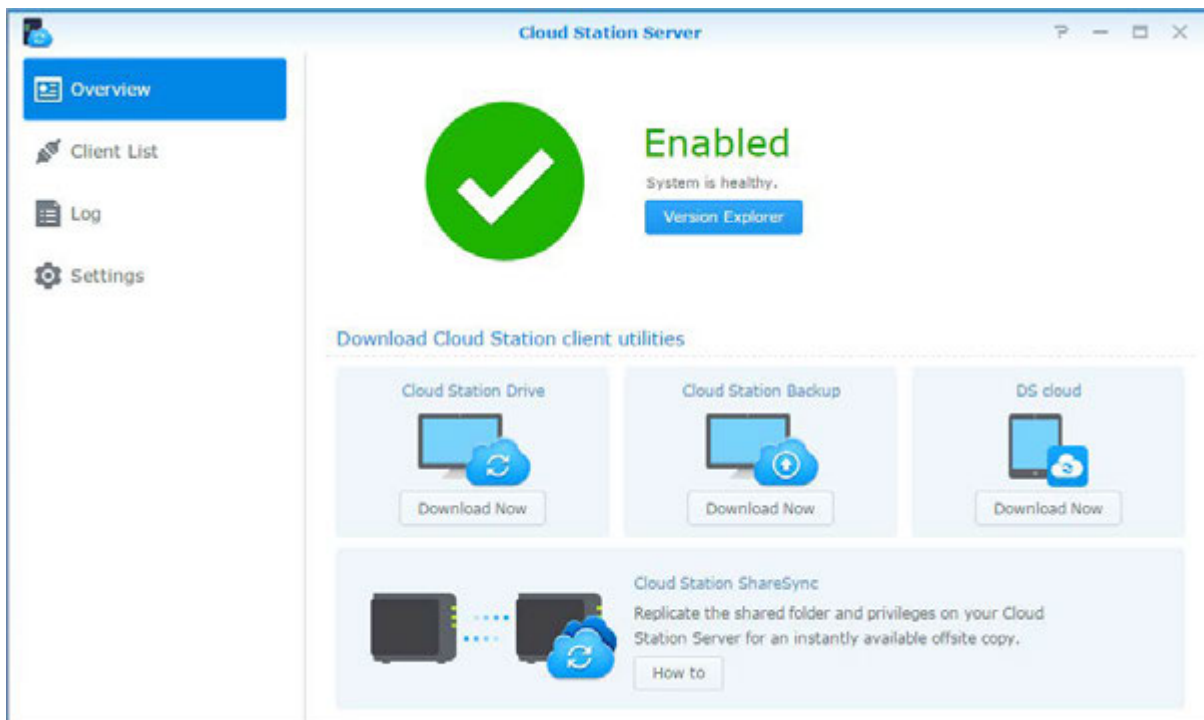 Cloud Station Server
Overview
Client List
Log
Settings
Enabled
System is healthy.
Version Explorer
Download Cloud Station client utilities
Cloud Station Drive
Download Now
Cloud Station Backup
Download Now
DS cloud
Download Now
Cloud Station ShareSync
Replicate the shared folder and privileges on your Cloud
Station Server for an instantly available offsite copy.
How to